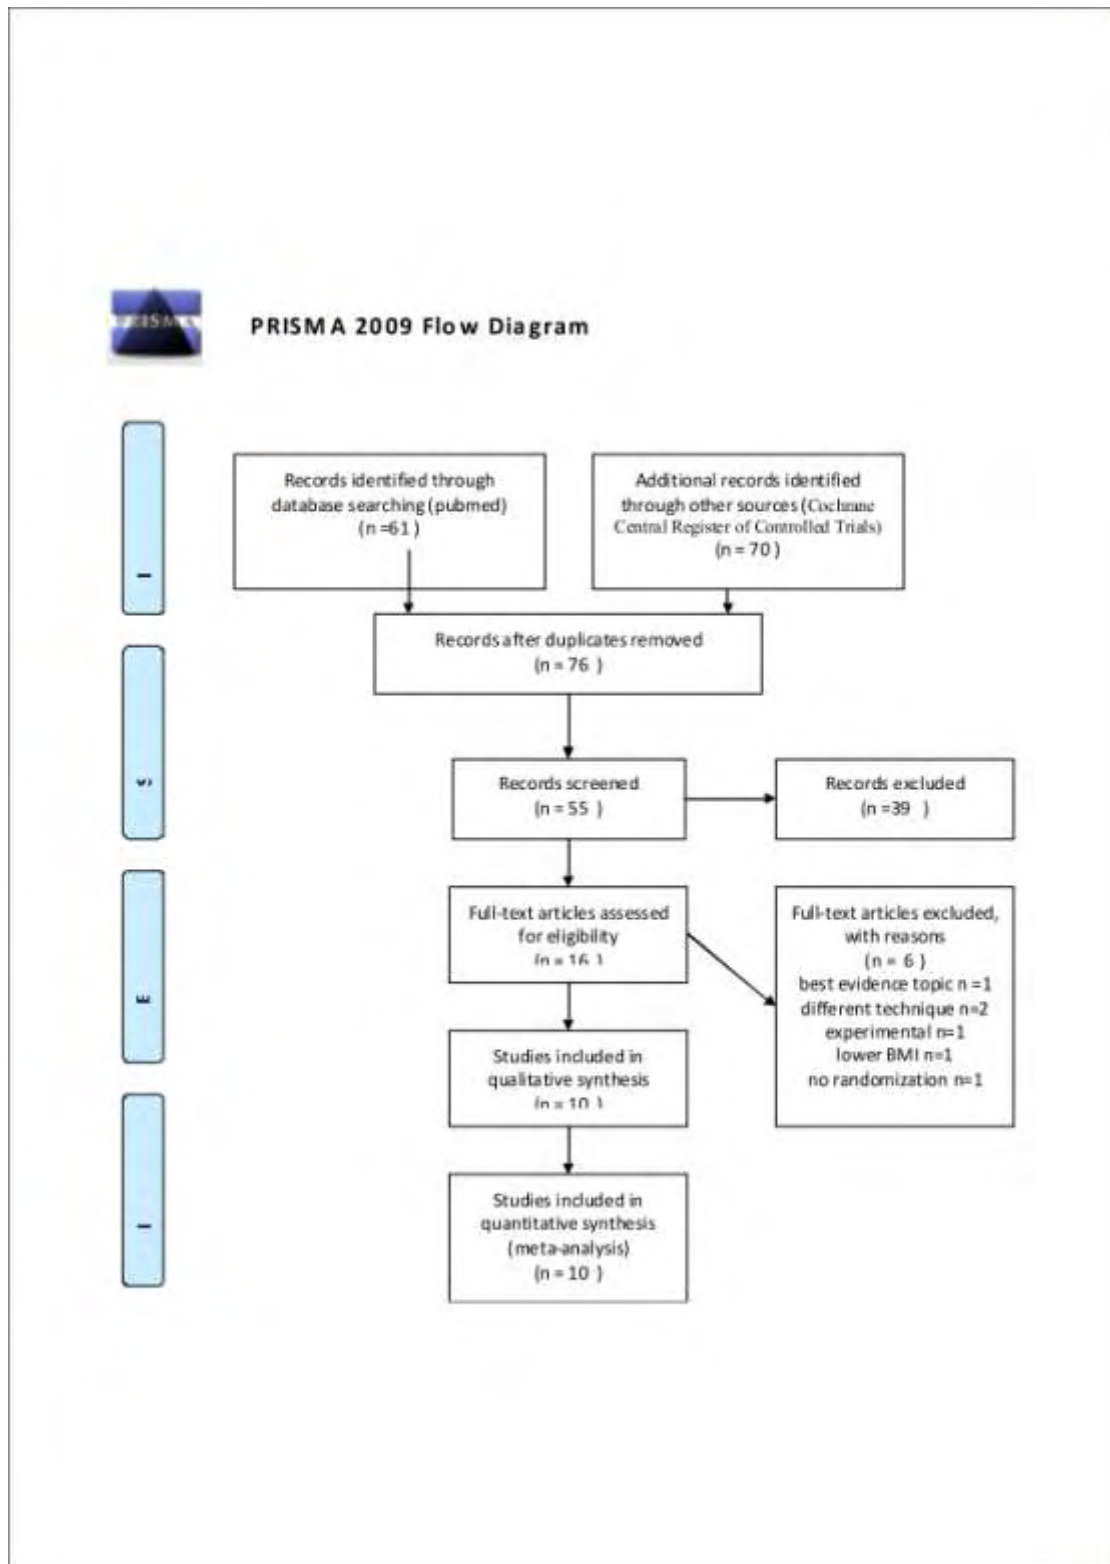 PRISMA
PRISMA 2009 Flow Diagram
Records identified through
database searching (pubmed)
(n =61 )
Additional records identified
through other sources (Cochrane
Central Register of Controlled Trials)
(n = 70 )
Records after duplicates removed
(n = 76 )
Records screened
(n = 55 )
Records excluded
(n =39 )
Full-text articles assessed
for eligibility
(n = 16 )
Full-text articles excluded,
with reasons
(n = 6 )
best evidence topic n =1
different technique n=2
experimental n=1
lower BMI n=1
no randomization n=1
Studies included in
qualitative synthesis
(n = 10 )
Studies included in
quantitative synthesis
(meta-analysis)
(n = 10 )
I
S
E
I